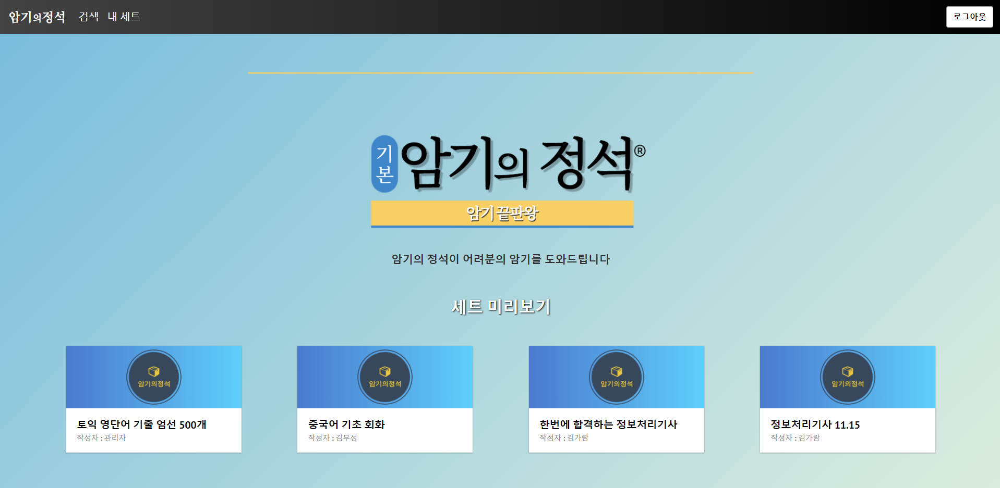 암기의정석 검색 내 세트 로그아웃
기본 암기의 정석®
암기 끝판왕
암기의 정석이 어려분의 암기를 도와드립니다
세트 미리보기
암기의정석
토익 영단어 기출 엄선 500개
작성자 : 관리자
암기의정석
중국어 기초 회화
작성자 : 김무성
암기의정석
한번에 합격하는 정보처리기사
작성자 : 김가람
암기의정석
정보처리기사 11.15
작성자 : 김가람